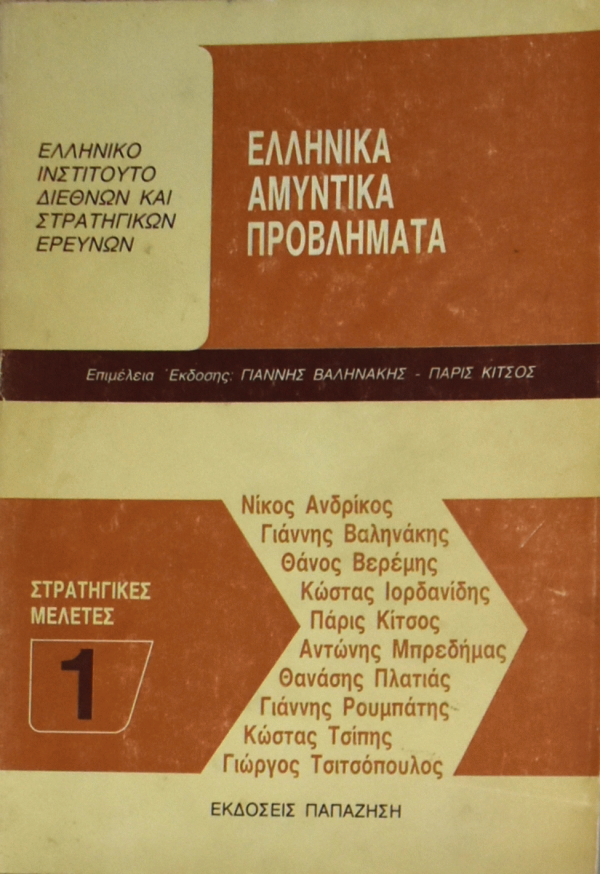 ΕΛΛΗΝΙΚΟ
ΙΝΣΤΙΤΟΥΤΟ
ΔΙΕΘΝΩΝ ΚΑΙ
ΣΤΡΑΤΗΓΙΚΩΝ
ΕΡΕΥΝΩΝ
ΕΛΛΗΝΙΚΑ
ΑΜΥΝΤΙΚΑ
ΠΡΟΒΛΗΜΑΤΑ
Επιμέλεια Έκδοσης: ΓΙΑΝΝΗΣ ΒΑΛΗΝΑΚΗΣ - ΠΑΡΙΣ ΚΙΤΣΟΣ
Νίκος Ανδρίκος
Γιάννης Βαληνάκης
Θάνος Βερέμης
Κώστας Ιορδανίδης
Πάρις Κίτσος
Αντώνης Μπρεδήμας
Θανάσης Πλατιάς
Γιάννης Ρουμπάτης
Κώστας Τσίπης
Γιώργος Τσιτσόπουλος
ΣΤΡΑΤΗΓΙΚΕΣ
ΜΕΛΕΤΕΣ
1
ΕΚΔΟΣΕΙΣ ΠΑΠΑΖΗΣΗ